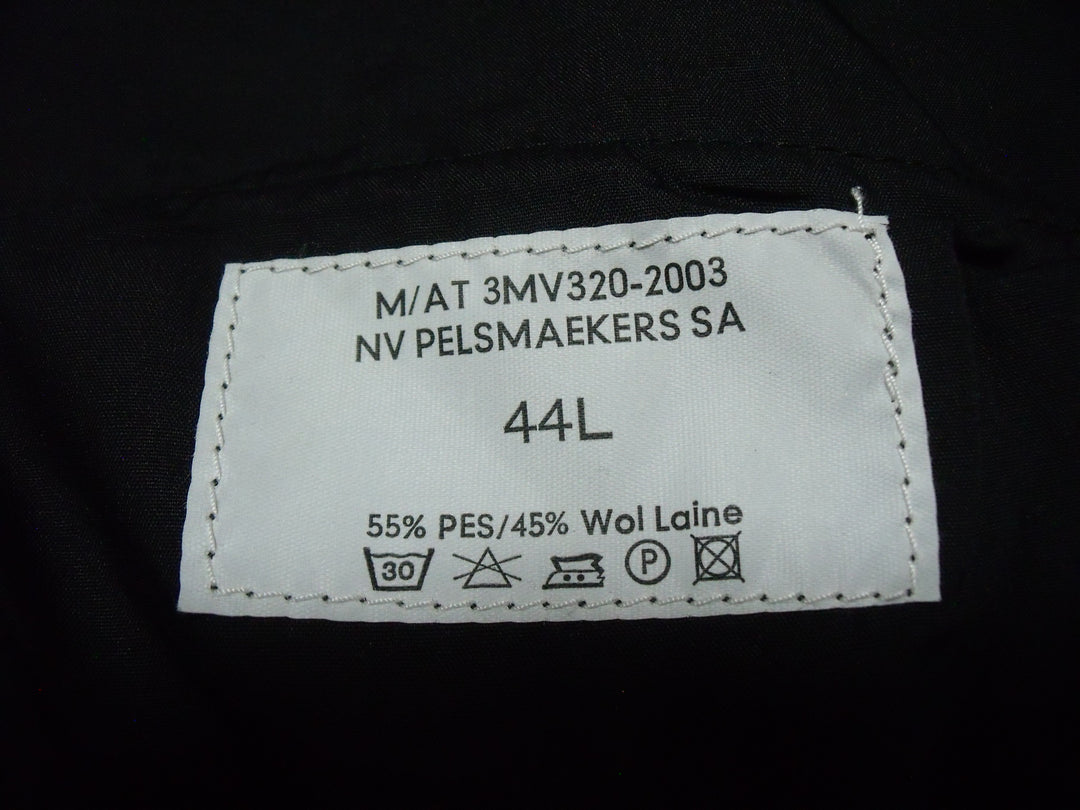 M/AT 3MV320-2003
NV PELSMAEKERS SA
44L
55% PES/45% Wol Laine
30 P